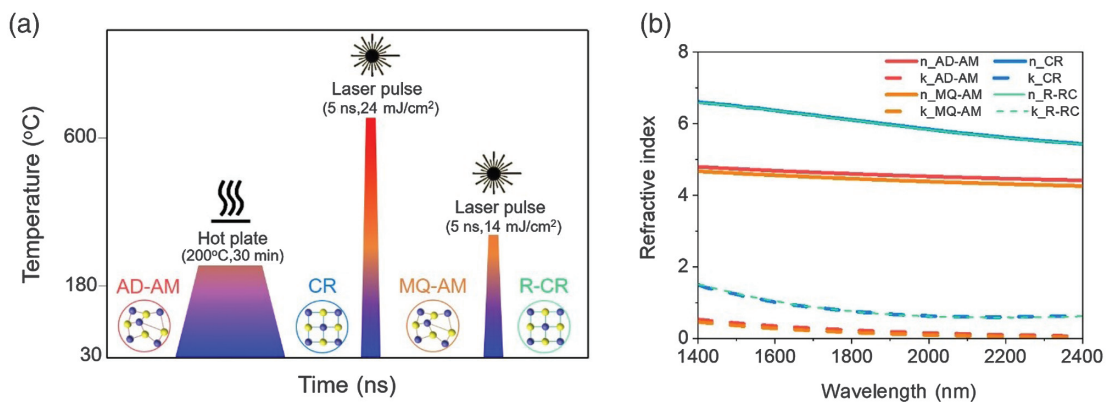 (a)
Temperature (ºC)
600
180
30
Laser pulse
(5 ns,24 mJ/cm²)
Laser pulse
(5 ns,14 mJ/cm²)
Hot plate
(200ºC,30 min)
AD-AM
CR
MQ-AM
R-CR
Time (ns)
(b)
Refractive index
8
6
4
2
0
n_AD-AM
n_CR
k_AD-AM
k_CR
n_MQ-AM
n_R-RC
k_MQ-AM
k_R-RC
1400 1600 1800 2000 2200 2400
Wavelength (nm)